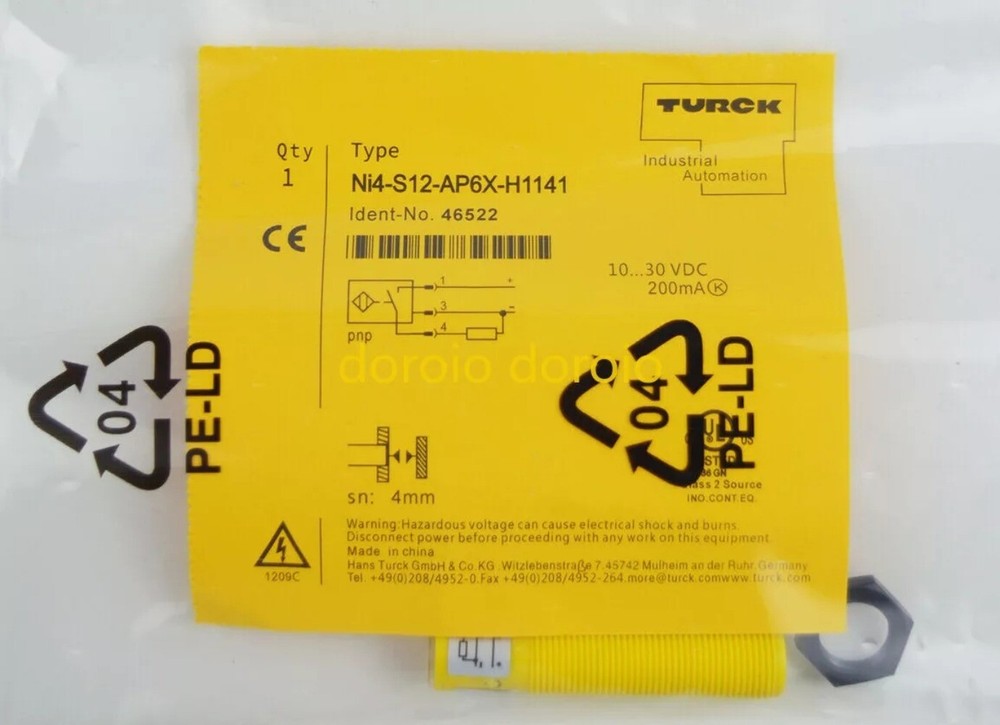 TURCK
Industrial
Automation
Qty
1
Type
Ni4-S12-AP6X-H1141
Ident-No. 46522
CE
10...30 VDC
200mA K
1 +
3 -
4
pnp
doroio doroio
04
PE-LD
04
PE-LD
UL
US
Class 2 Source
IND.CONT.EQ.
sn: 4mm
1209C
Warning:Hazardous voltage can cause electrical shock and burns.
Disconnect power before proceeding with any work on this equipment.
Made in china
Hans Turck GmbH & Co.KG .Witzlebenstraße 7.45742 Mulheim an der Ruhr,Germany
Tel. +49(0)208/4952-0.Fax +49(0)208/4952-264.more@turck.comwww.turck.com